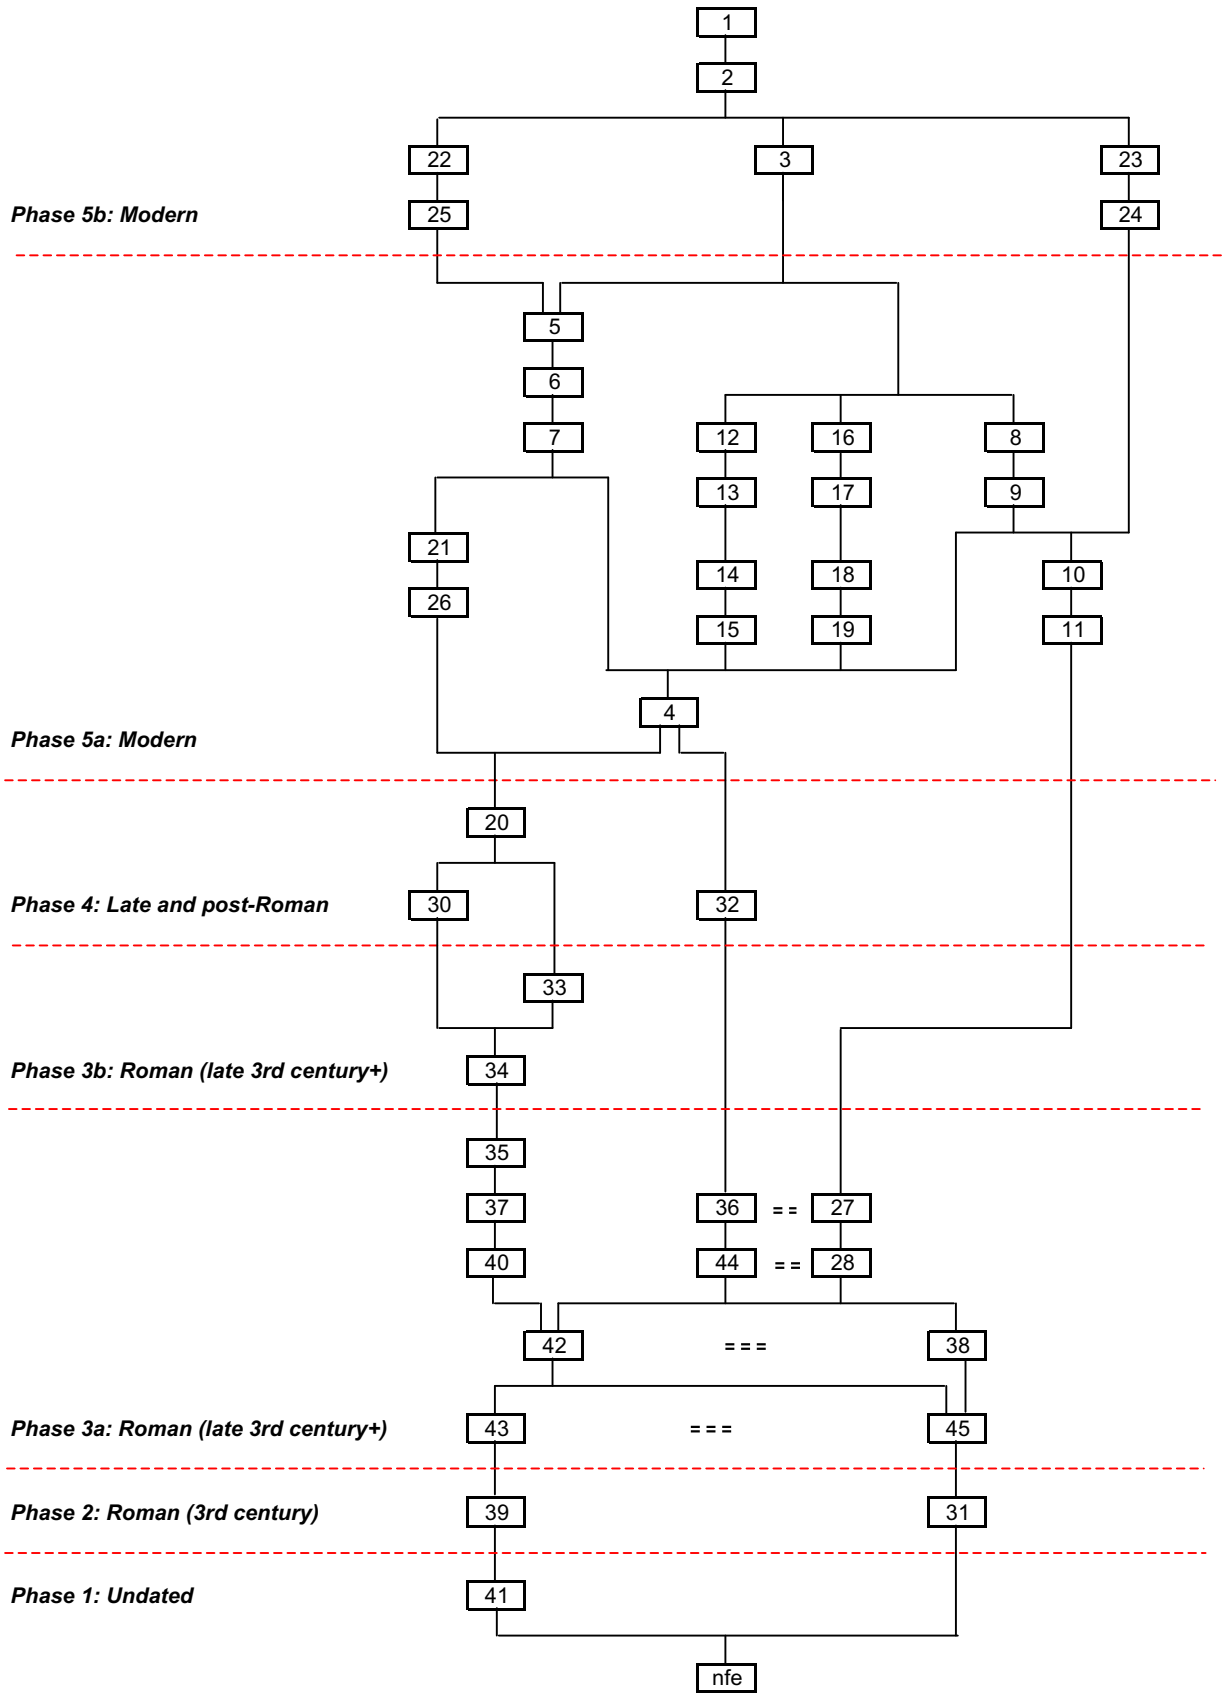 1
2
22 3 23
Phase 5b: Modern 25 24
5
6
7 12 16 8
13 17 9
21
14 18 10
26
15 19 11
4
Phase 5a: Modern
20
Phase 4: Late and post-Roman 30 32
33
Phase 3b: Roman (late 3rd century+) 34
35
37 36 == 27
40 44 == 28
42 === 38
Phase 3a: Roman (late 3rd century+) 43 === 45
Phase 2: Roman (3rd century) 39 31
Phase 1: Undated 41
nfe